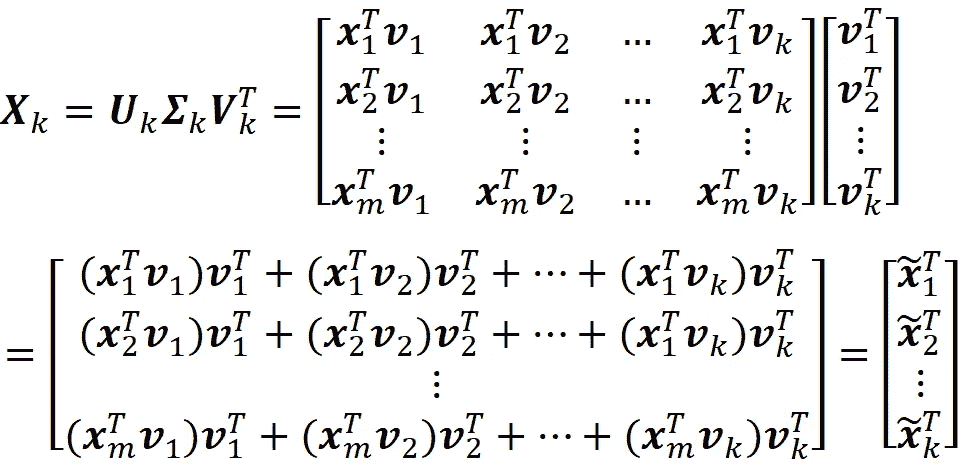 X_k = U_k Σ_k V_k^T = [ x_1^T v_1 x_1^T v_2 … x_1^T v_k ] [ v_1^T ]
[ x_2^T v_1 x_2^T v_2 … x_2^T v_k ] [ v_2^T ]
[ ⋮ ⋮ ⋮ ⋮ ] [ ⋮ ]
[ x_m^T v_1 x_m^T v_2 … x_m^T v_k ] [ v_k^T ]
= [ (x_1^T v_1)v_1^T + (x_1^T v_2)v_2^T + ⋯ + (x_1^T v_k)v_k^T ] = [ x̃_1^T ]
[ (x_2^T v_1)v_1^T + (x_2^T v_2)v_2^T + ⋯ + (x_1^T v_k)v_k^T ] [ x̃_2^T ]
[ ⋮ ] [ ⋮ ]
[ (x_m^T v_1)v_1^T + (x_m^T v_2)v_2^T + ⋯ + (x_m^T v_k)v_k^T ] [ x̃_k^T ]